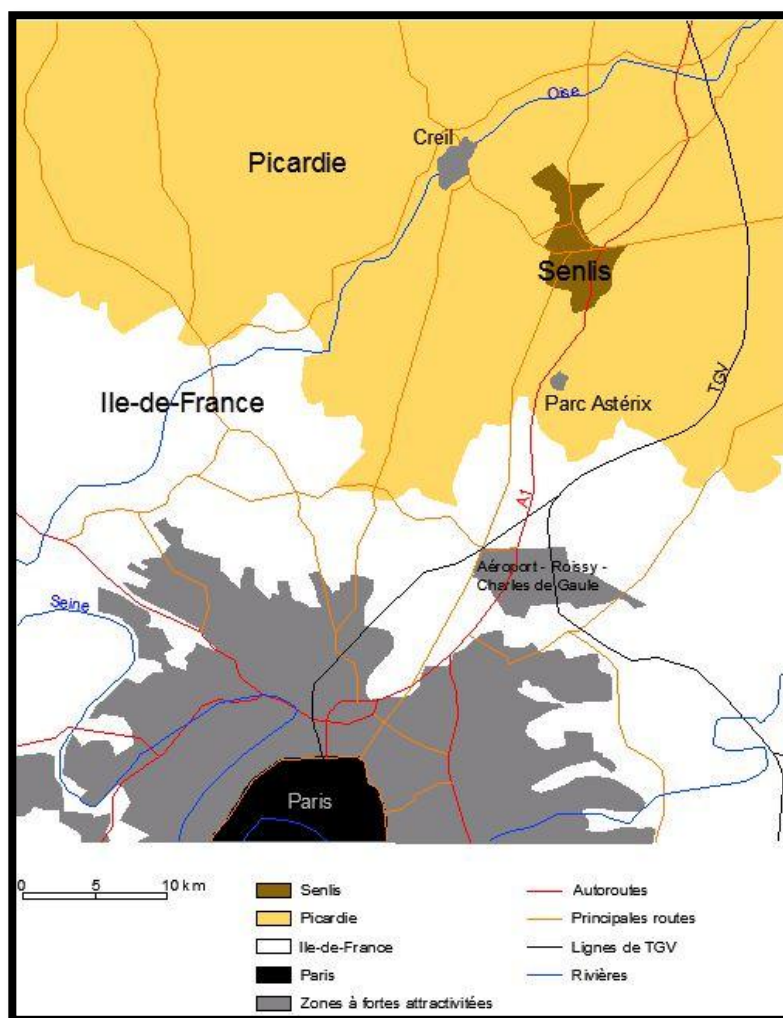 Oise
Creil
Picardie
Senlis
TGV
Parc Astérix
Ile-de-France
A1
Aéroport - Roissy -
Charles de Gaule
Seine
Paris
0 5 10 km
Senlis
Picardie
Ile-de-France
Paris
Zones à fortes attractivitées
Autoroutes
Principales routes
Lignes de TGV
Rivières